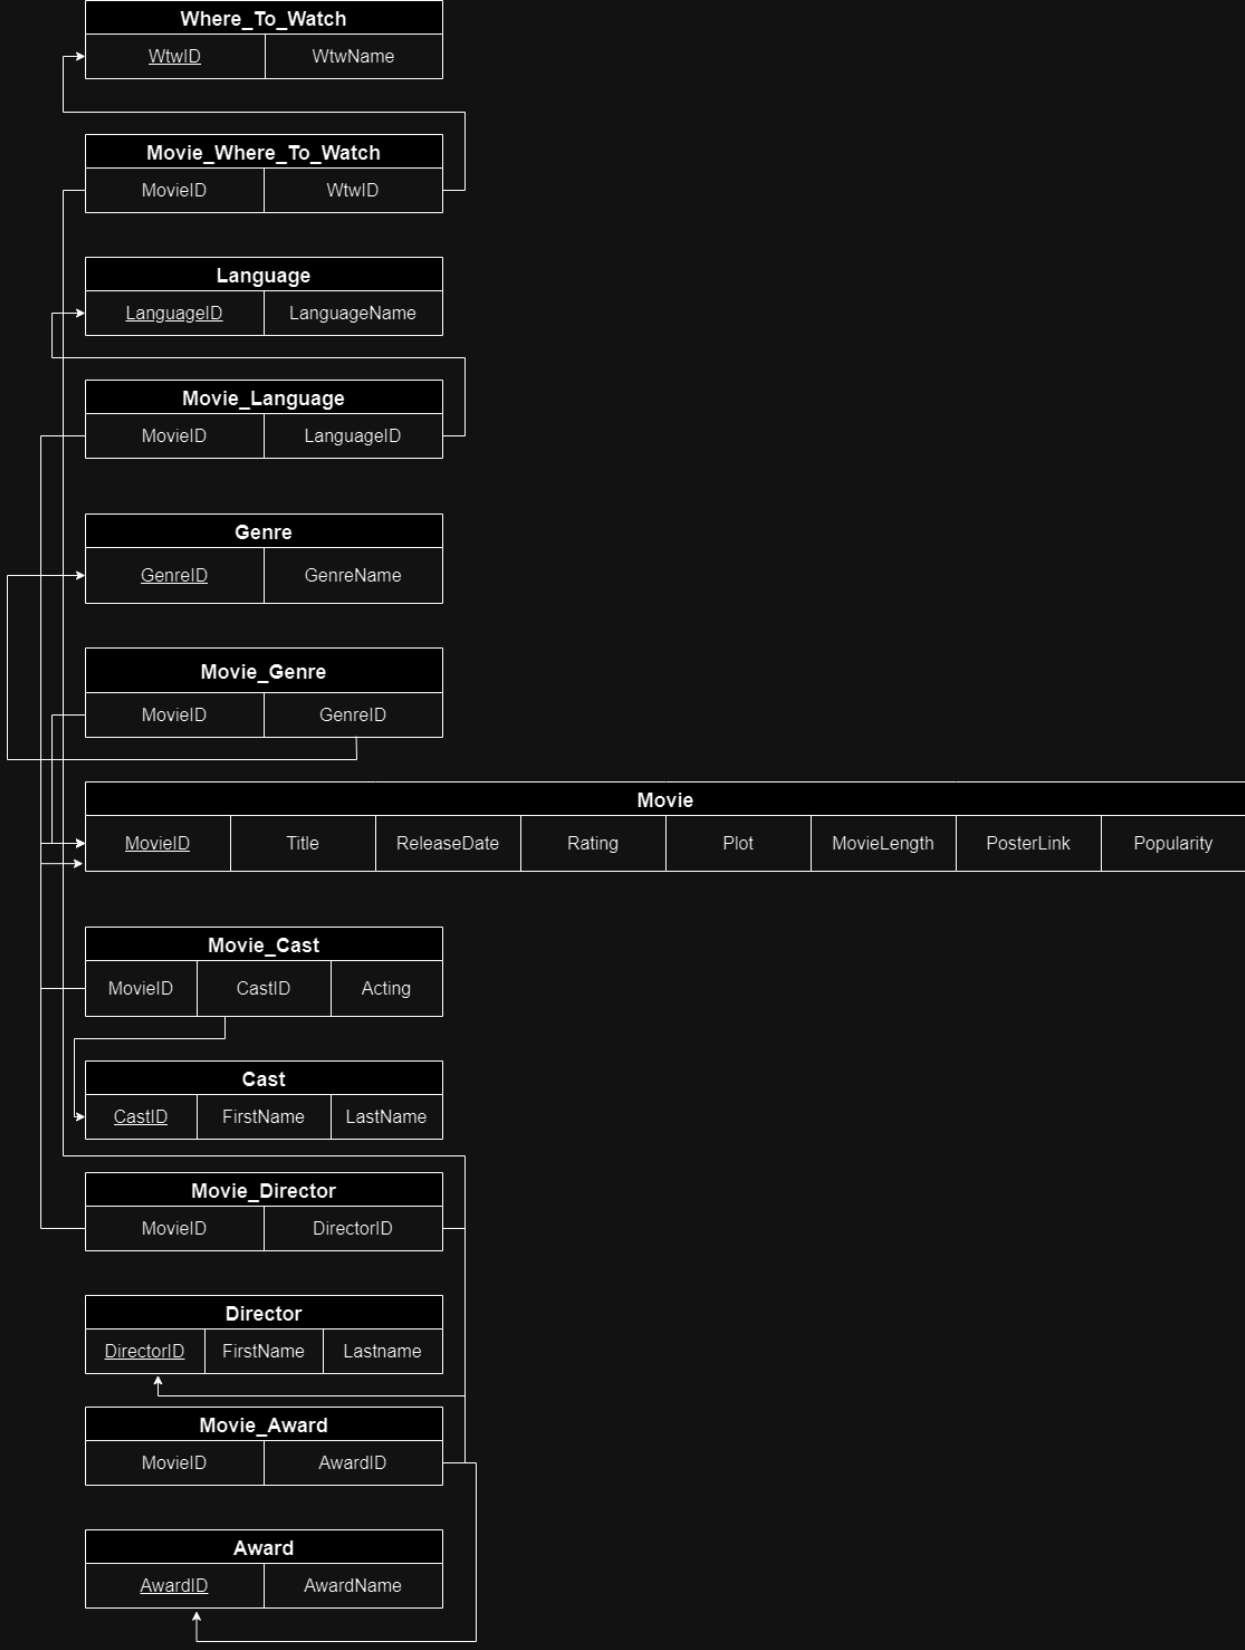 Where_To_Watch
WtwID WtwName
Movie_Where_To_Watch
MovieID WtwID
Language
LanguageID LanguageName
Movie_Language
MovieID LanguageID
Genre
GenreID GenreName
Movie_Genre
MovieID GenreID
Movie
MovieID Title ReleaseDate Rating Plot MovieLength PosterLink Popularity
Movie_Cast
MovieID CastID Acting
Cast
CastID FirstName LastName
Movie_Director
MovieID DirectorID
Director
DirectorID FirstName Lastname
Movie_Award
MovieID AwardID
Award
AwardID AwardName